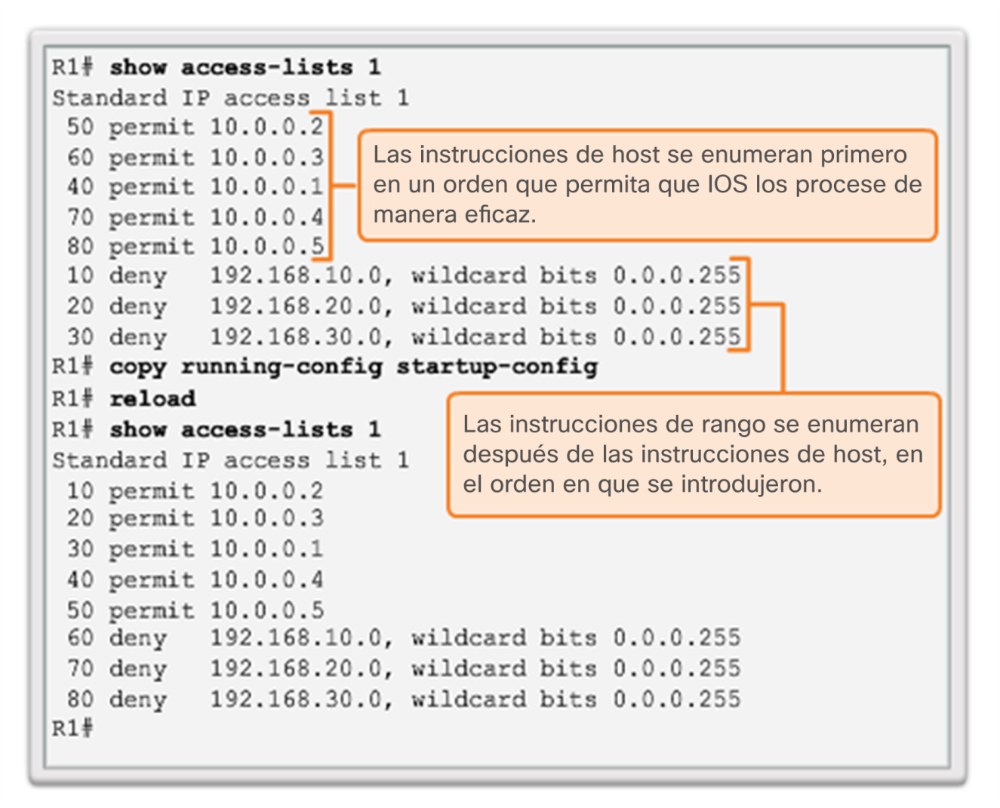 R1# show access-lists 1
Standard IP access list 1
50 permit 10.0.0.2
60 permit 10.0.0.3
40 permit 10.0.0.1
70 permit 10.0.0.4
80 permit 10.0.0.5
Las instrucciones de host se enumeran primero
en un orden que permita que IOS los procese de
manera eficaz.
10 deny   192.168.10.0, wildcard bits 0.0.0.255
20 deny   192.168.20.0, wildcard bits 0.0.0.255
30 deny   192.168.30.0, wildcard bits 0.0.0.255
R1# copy running-config startup-config
R1# reload
R1# show access-lists 1
Las instrucciones de rango se enumeran
después de las instrucciones de host, en
el orden en que se introdujeron.
Standard IP access list 1
10 permit 10.0.0.2
20 permit 10.0.0.3
30 permit 10.0.0.1
40 permit 10.0.0.4
50 permit 10.0.0.5
60 deny   192.168.10.0, wildcard bits 0.0.0.255
70 deny   192.168.20.0, wildcard bits 0.0.0.255
80 deny   192.168.30.0, wildcard bits 0.0.0.255
R1#